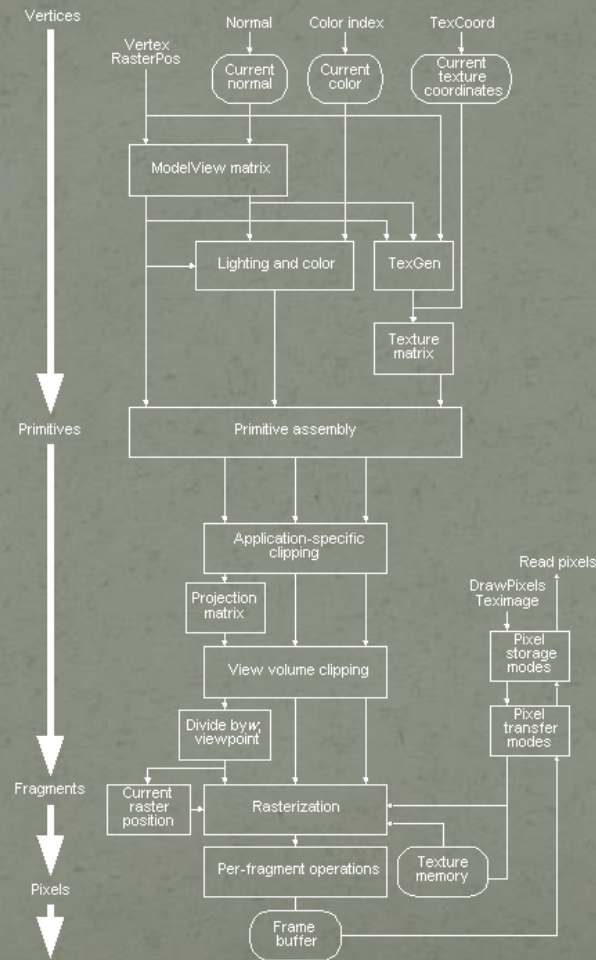 Vertices
Normal
Color index
TexCoord
Vertex
RasterPos
Current
normal
Current
color
Current
texture
coordinates
ModelView matrix
Lighting and color
TexGen
Texture
matrix
Primitives
Primitive assembly
Application-specific
clipping
Read pixels
Projection
matrix
DrawPixels
TexImage
Pixel
storage
modes
View volume clipping
Divide by w,
viewpoint
Pixel
transfer
modes
Fragments
Current
raster
position
Rasterization
Per-fragment operations
Texture
memory
Pixels
Frame
buffer